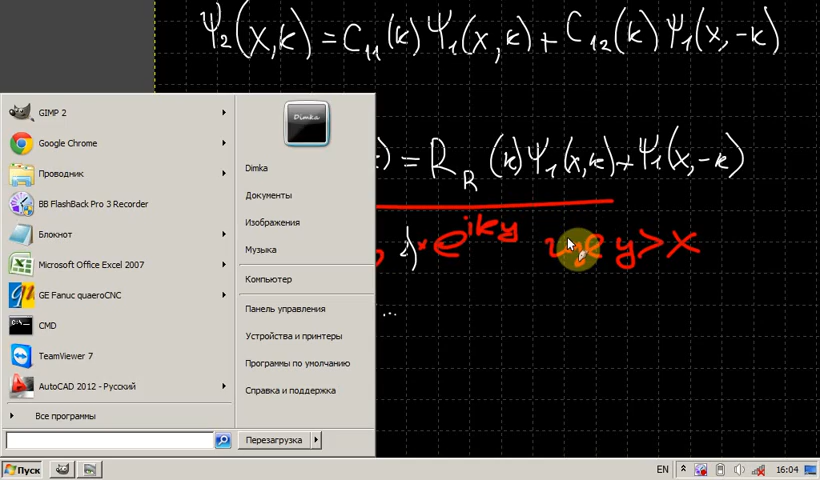 Ψ₂(x,k) = C₁₁(k) Ψ₁(x,k) + C₁₂(k) Ψ₁(x,-k)
) = R_R (k) Ψ₁(x,k) + Ψ₁(x,-k)
)* e^{iky} где y > x
...
Dimka
GIMP 2
Google Chrome
Проводник
BB FlashBack Pro 3 Recorder
Блокнот
Microsoft Office Excel 2007
GE Fanuc quaeroCNC
CMD
TeamViewer 7
AutoCAD 2012 - Русский
Все программы
Dimka
Документы
Изображения
Музыка
Компьютер
Панель управления
Устройства и принтеры
Программы по умолчанию
Справка и поддержка
Перезагрузка
Пуск
EN
16:04